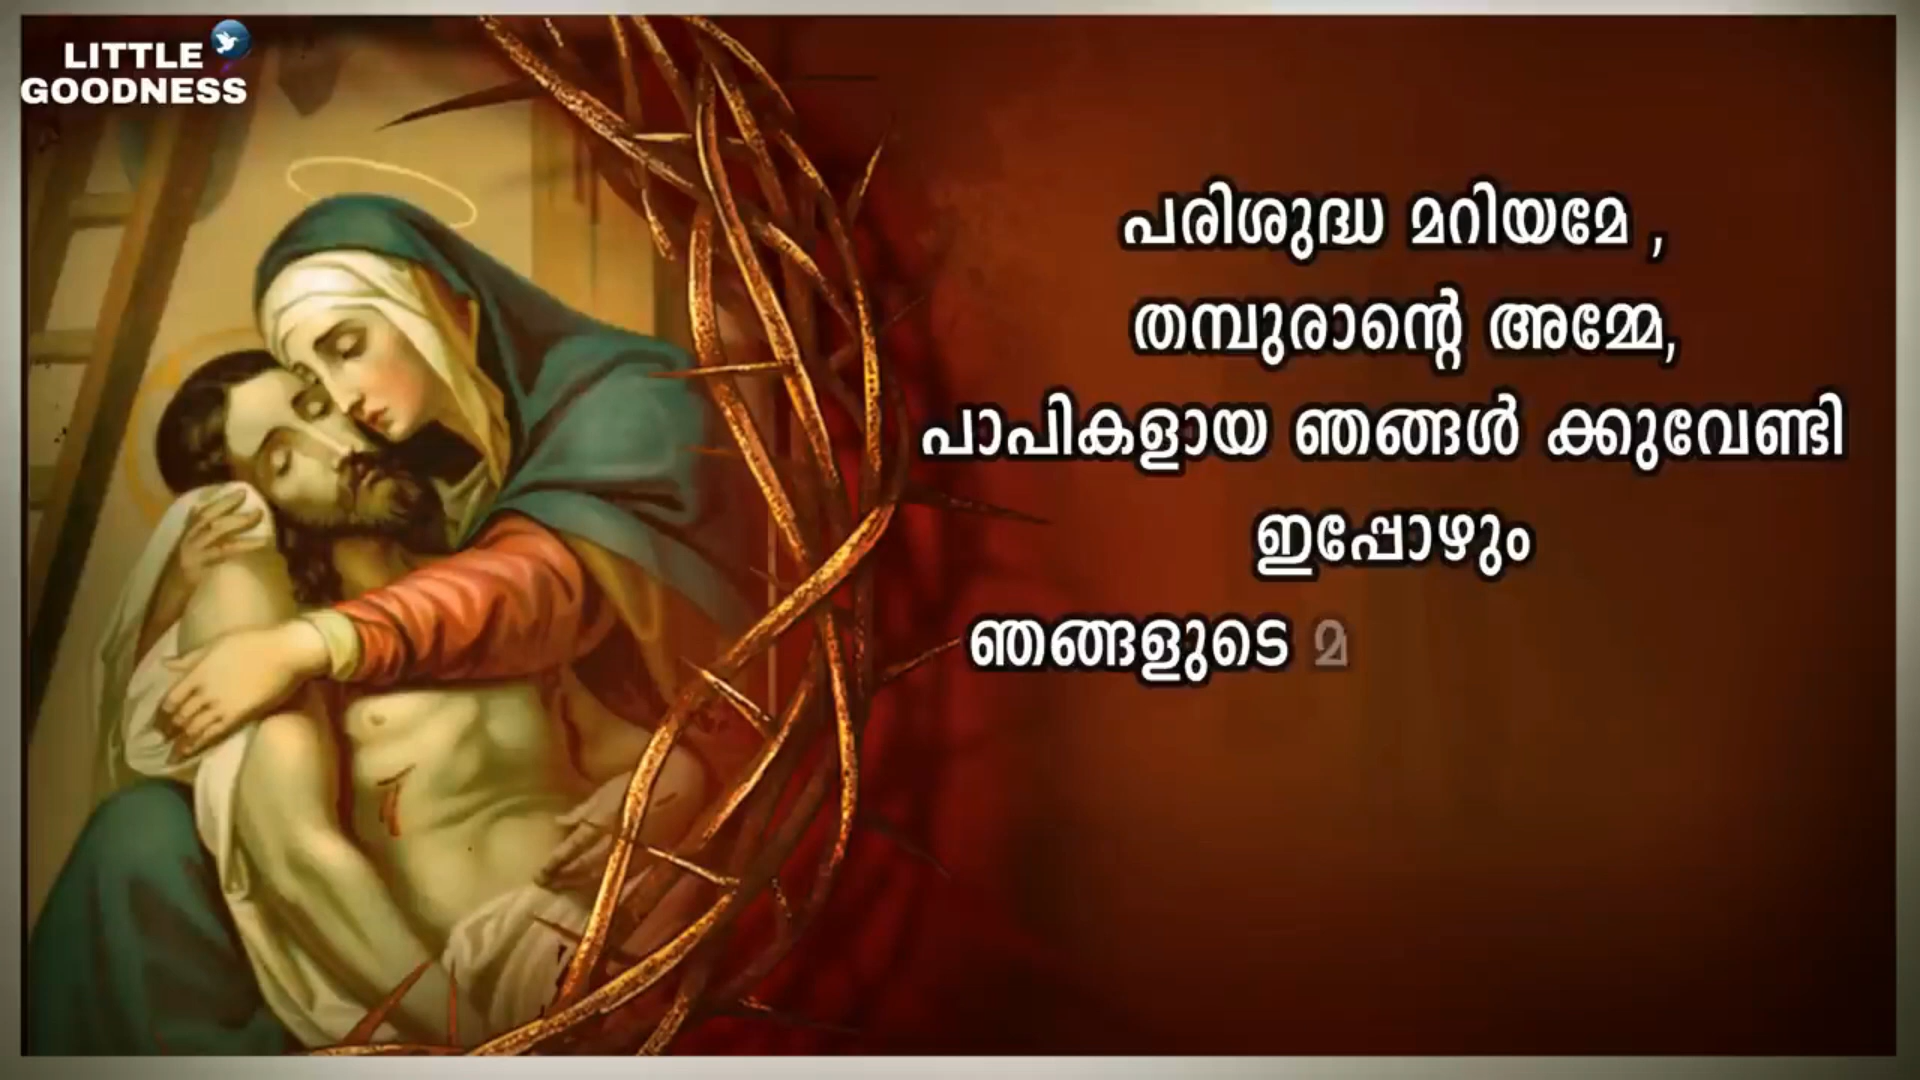 LITTLE
GOODNESS
പരിശുദ്ധ മറിയമേ ,
തമ്പുരാന്റെ അമ്മേ,
പാപികളായ ഞങ്ങൾ ക്കുവേണ്ടി
ഇപ്പോഴും
ഞങ്ങളുടെ മ